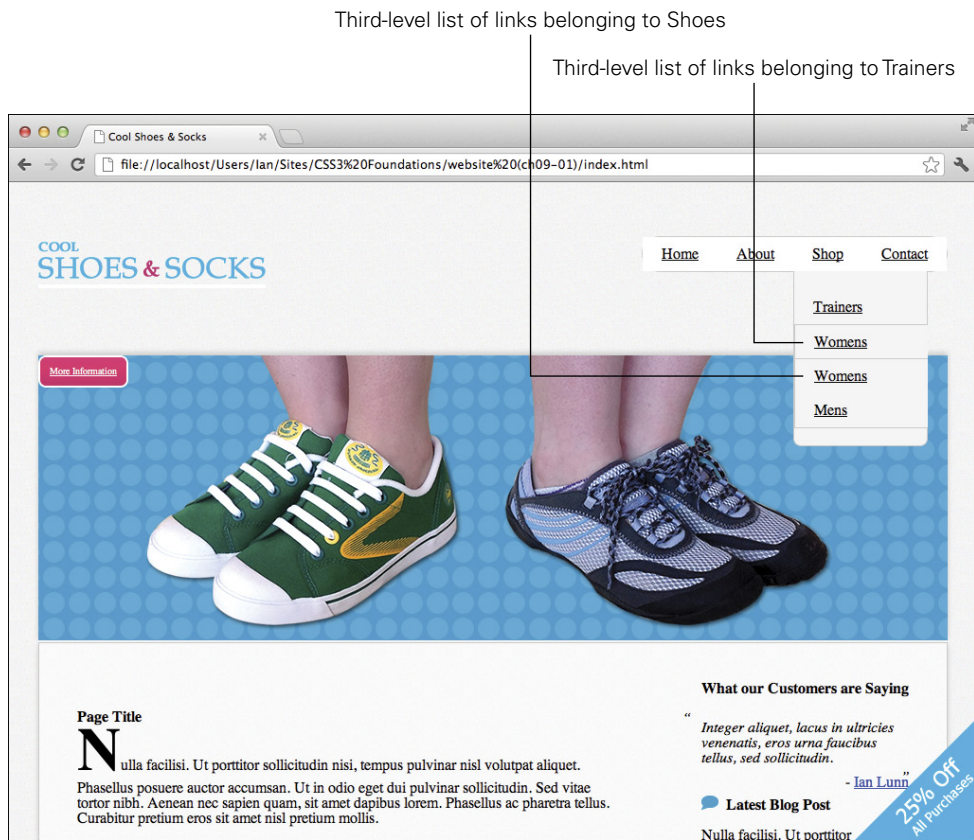 Third-level list of links belonging to Shoes
Third-level list of links belonging to Trainers
Cool Shoes & Socks
file://localhost/Users/Ian/Sites/CSS3%20Foundations/website%20(ch09-01)/index.html
COOL
SHOES & SOCKS
Home About Shop Contact
Trainers
Womens
Womens
Mens
More Information
What our Customers are Saying
“
Integer aliquet, lacus in ultricies
venenatis, eros urna faucibus
tellus, sed sollicitudin.
”
- Ian Lunn
Latest Blog Post
Nulla facilisi. Ut porttitor
Page Title
Nulla facilisi. Ut porttitor sollicitudin nisi, tempus pulvinar nisl volutpat aliquet.
Phasellus posuere auctor accumsan. Ut in odio eget dui pulvinar sollicitudin. Sed vitae
tortor nibh. Aenean nec sapien quam, sit amet dapibus lorem. Phasellus ac pharetra tellus.
Curabitur pretium eros sit amet nisl pretium mollis.
25% Off
All Purchases